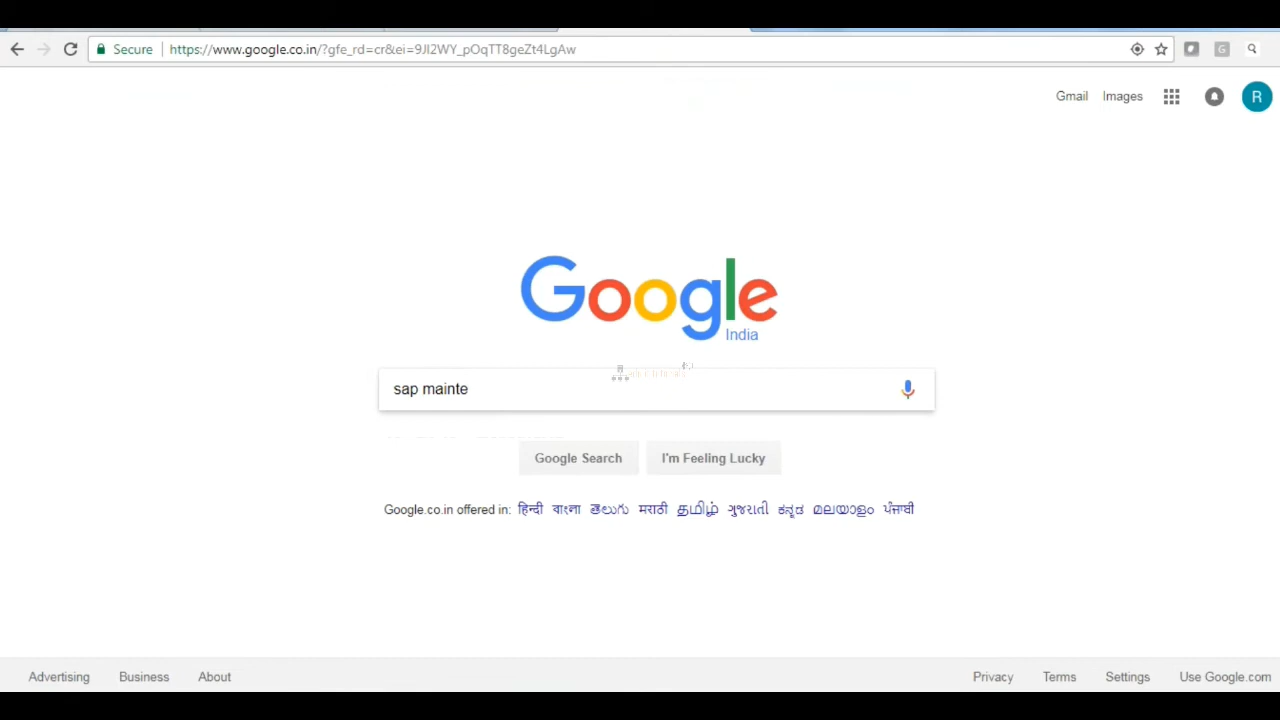 Secure https://www.google.co.in/?gfe_rd=cr&ei=9JI2WY_pOqTT8geZt4LgAw
Gmail Images R
Google
India
sap mainte
Google Search I'm Feeling Lucky
Google.co.in offered in: हिन्दी বাংলা తెలుగు मराठी தமிழ் ગુજરાતી ಕನ್ನಡ മലയാളം ਪੰਜਾਬੀ
Advertising Business About Privacy Terms Settings Use Google.com